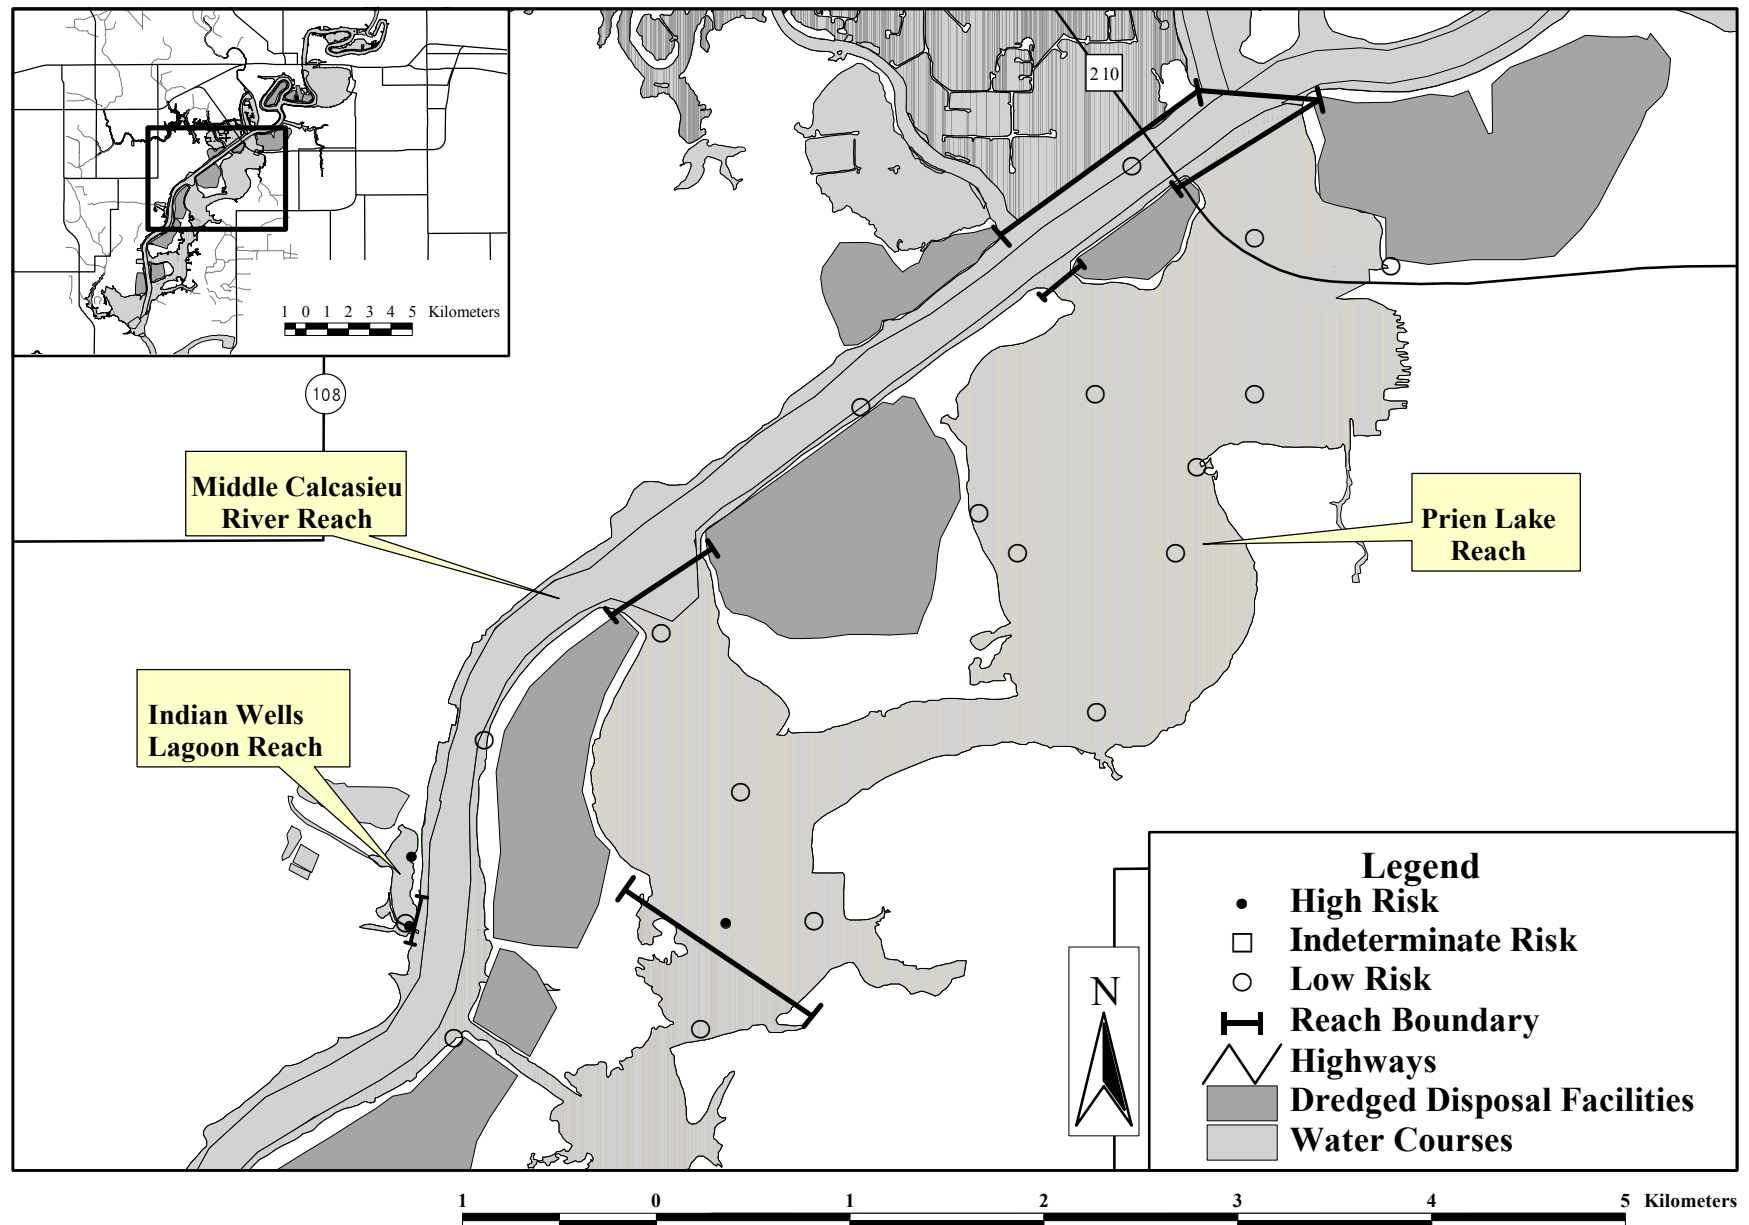 210
1 0 1 2 3 4 5 Kilometers
108
Middle Calcasieu
River Reach
Prien Lake
Reach
Indian Wells
Lagoon Reach
Legend
High Risk
Indeterminate Risk
Low Risk
Reach Boundary
Highways
Dredged Disposal Facilities
Water Courses
N
1 0 1 2 3 4 5 Kilometers